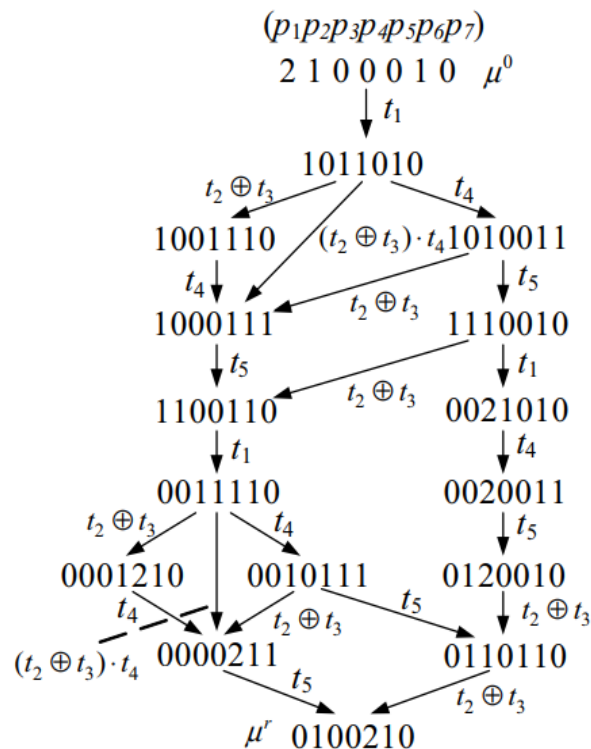 (p₁p₂p₃p₄p₅p₆p₇)
2 1 0 0 0 1 0 μ⁰
t₁
1011010
t₂ ⊕ t₃ t₄
1001110 (t₂ ⊕ t₃) · t₄ 1010011
t₄ t₂ ⊕ t₃ t₅
1000111 1110010
t₅ t₂ ⊕ t₃ t₁
1100110 0021010
t₁ t₄
0011110 0020011
t₂ ⊕ t₃ t₄ t₅
0001210 0010111 0120010
t₄ t₂ ⊕ t₃ t₅ t₂ ⊕ t₃
(t₂ ⊕ t₃) · t₄ 0000211 0110110
t₅ t₂ ⊕ t₃
μʳ 0100210